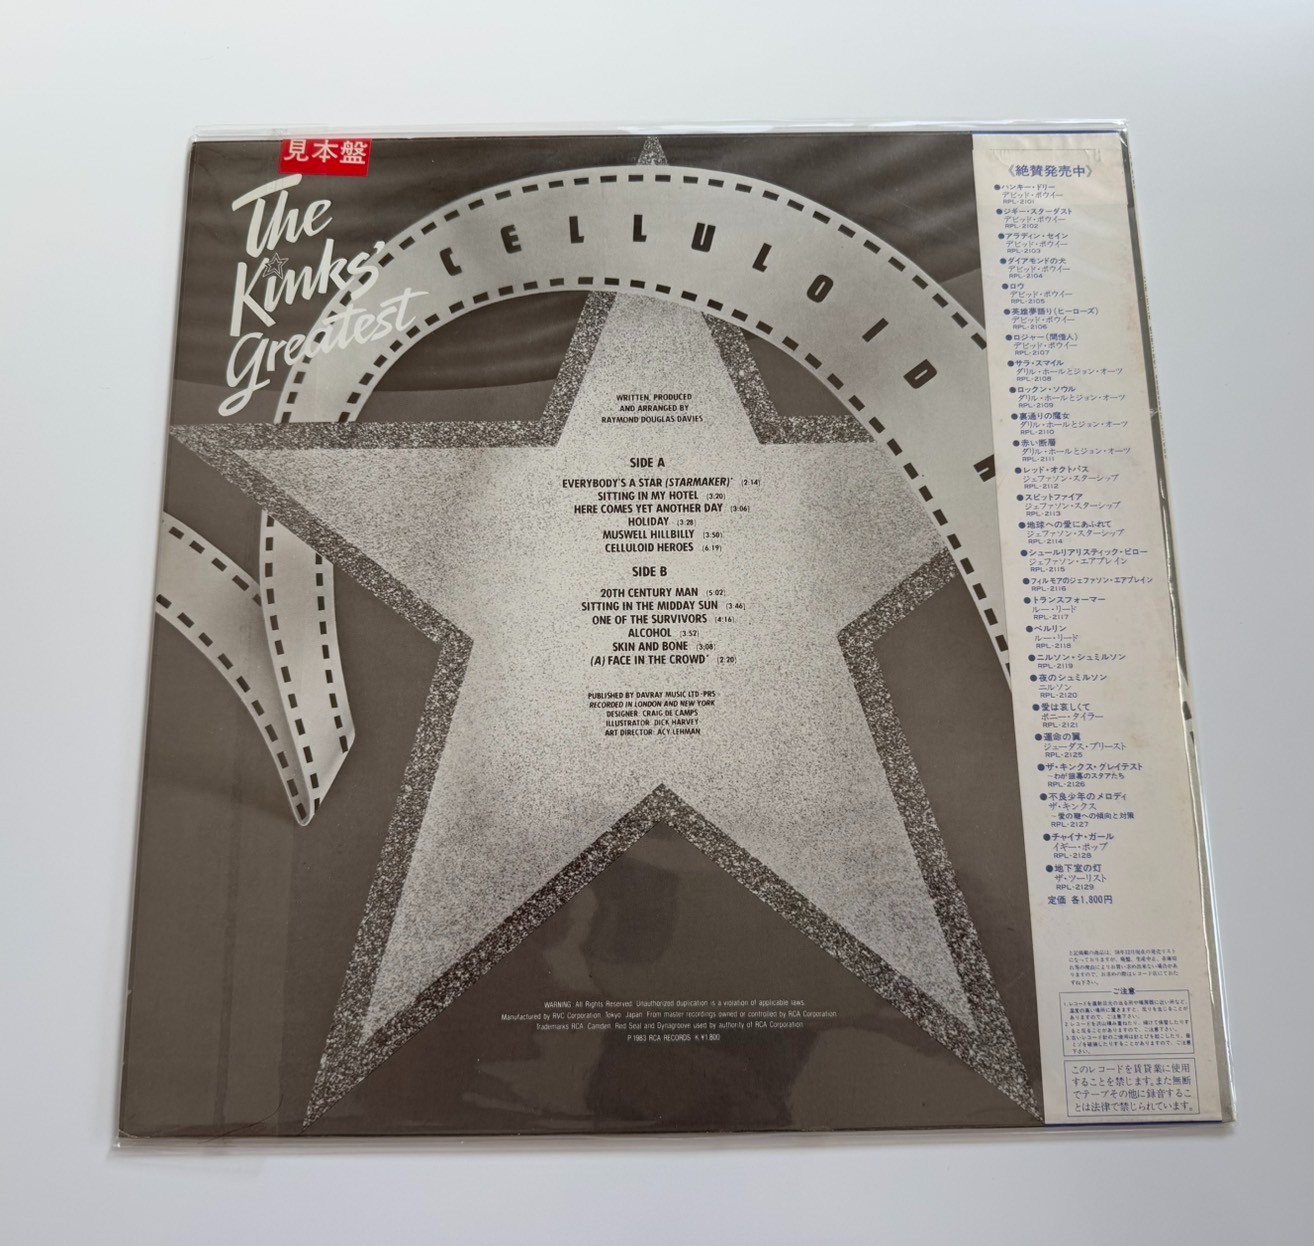 見本盤
The
Kinks'
Greatest
CELLULOID
WRITTEN, PRODUCED
AND ARRANGED BY
RAYMOND DOUGLAS DAVIES
SIDE A
EVERYBODY'S A STAR (STARMAKER)* (2:14)
SITTING IN MY HOTEL (3:20)
HERE COMES YET ANOTHER DAY (3:06)
HOLIDAY (3:28)
MUSWELL HILLBILLY (3:50)
CELLULOID HEROES (6:19)
SIDE B
20TH CENTURY MAN (5:02)
SITTING IN THE MIDDAY SUN (3:46)
ONE OF THE SURVIVORS (4:16)
ALCOHOL (3:52)
SKIN AND BONE (3:08)
(A) FACE IN THE CROWD* (2:20)
PUBLISHED BY DAVRAY MUSIC LTD-PRS
RECORDED IN LONDON AND NEW YORK
DESIGNER: CRAIG DE CAMPS
ILLUSTRATOR: DICK HARVEY
ART DIRECTOR: ACY LEHMAN
WARNING: All Rights Reserved. Unauthorized duplication is a violation of applicable laws.
Manufactured by RVC Corporation, Tokyo, Japan. From master recordings owned or controlled by RCA Corporation.
Trademarks RCA, Camden, Red Seal and Dynagroove used by authority of RCA Corporation.
Ⓟ 1983 RCA RECORDS K ¥1,800
《絶賛発売中》
●ハンキー・ドリー
デビッド・ボウイー
RPL-2101
●ジギー・スターダスト
デビッド・ボウイー
RPL-2102
●アラディン・セイン
デビッド・ボウイー
RPL-2103
●ダイアモンドの犬
デビッド・ボウイー
RPL-2104
●ロウ
デビッド・ボウイー
RPL-2105
●英雄夢語り(ヒーローズ)
デビッド・ボウイー
RPL-2106
●ロジャー(間借人)
デビッド・ボウイー
RPL-2107
●サラ・スマイル
ダリル・ホールとジョン・オーツ
RPL-2108
●ロックン・ソウル
ダリル・ホールとジョン・オーツ
RPL-2109
●裏通りの魔女
ダリル・ホールとジョン・オーツ
RPL-2110
●赤い断層
ダリル・ホールとジョン・オーツ
RPL-2111
●レッド・オクトパス
ジェファソン・スターシップ
RPL-2112
●スピットファイア
ジェファソン・スターシップ
RPL-2113
●地球への愛にあふれて
ジェファソン・スターシップ
RPL-2114
●シュールリアリスティック・ピロー
ジェファソン・エアプレイン
RPL-2115
●フィルモアのジェファソン・エアプレイン
RPL-2116
●トランスフォーマー
ルー・リード
RPL-2117
●ベルリン
ルー・リード
RPL-2118
●ニルソン・シュミルソン
RPL-2119
●夜のシュミルソン
ニルソン
RPL-2120
●愛は哀しくて
ボニー・タイラー
RPL-2121
●運命の翼
ジューダス・プリースト
RPL-2125
●ザ・キンクス・グレイテスト
~わが銀幕のスタアたち
RPL-2126
●不良少年のメロディ
ザ・キンクス
~愛の鞭への傾向と対策
RPL-2127
●チャイナ・ガール
イギー・ポップ
RPL-2128
●地下室の灯
ザ・ツーリスト
RPL-2129
定価 各1,800円
ご注意
このレコードを賃貸業に使用
することを禁じます。また無断
でテープその他に録音するこ
とは法律で禁じられています。